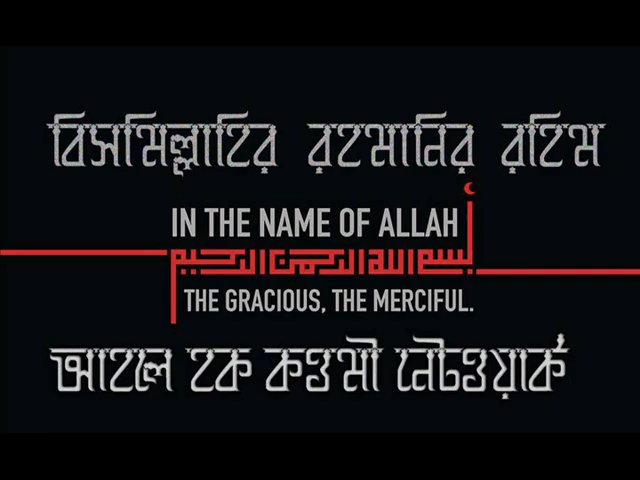 বিসমিল্লাহির রহমানির রহিম
IN THE NAME OF ALLAH
بسم الله الرحمن الرحيم
THE GRACIOUS, THE MERCIFUL.
আহলে হক কওমী নেটওয়ার্ক